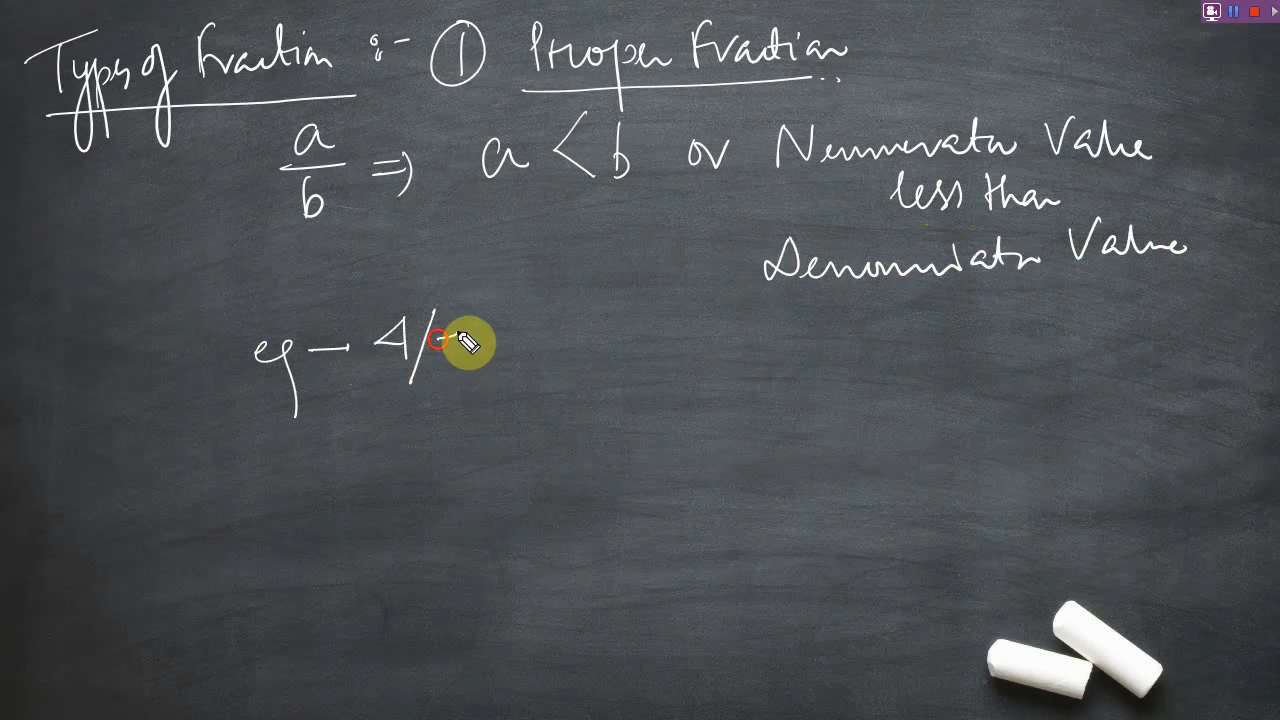 Types of Fraction :- ① Proper Fraction
a/b ⇒ a < b or Numerator Value
less than
Denominator Value
eg - 4/